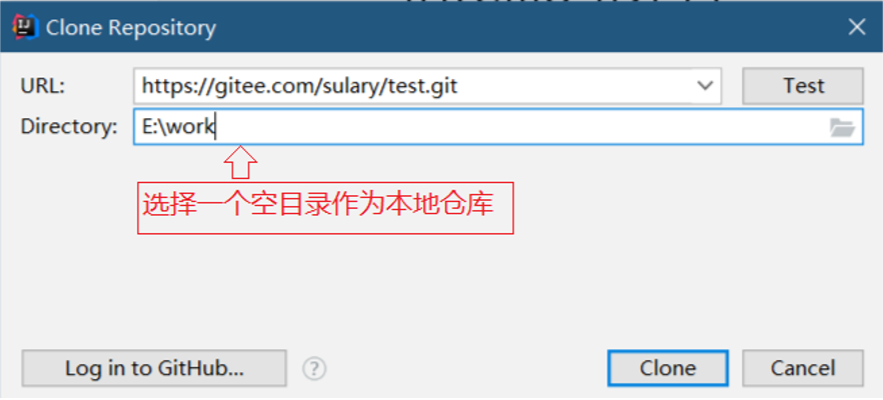 Clone Repository
URL: https://gitee.com/sulary/test.git Test
Directory: E:\work
选择一个空目录作为本地仓库
Log in to GitHub... ? Clone Cancel